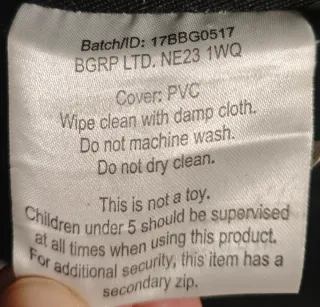 Batch/ID: 17BBG0517
BGRP LTD. NE23 1WQ
Cover: PVC
Wipe clean with damp cloth.
Do not machine wash.
Do not dry clean.
This is not a toy.
Children under 5 should be supervised
at all times when using this product.
For additional security, this item has a
secondary zip.